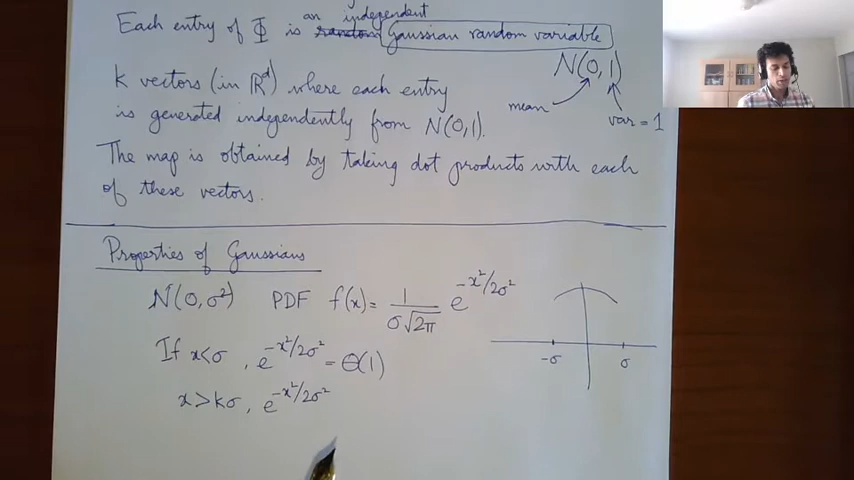 Each entry of Φ is an independent random Gaussian random variable
N(0,1)
k vectors (in ℝ^d) where each entry
mean
is generated independently from N(0,1).
var = 1
The map is obtained by taking dot products with each
of these vectors.
Properties of Gaussians
N(0,σ²) PDF f(x) = 1/(σ√2π) e^(-x²/2σ²)
If x<σ, e^(-x²/2σ²) = Θ(1)
-σ σ
x>kσ, e^(-x²/2σ²)